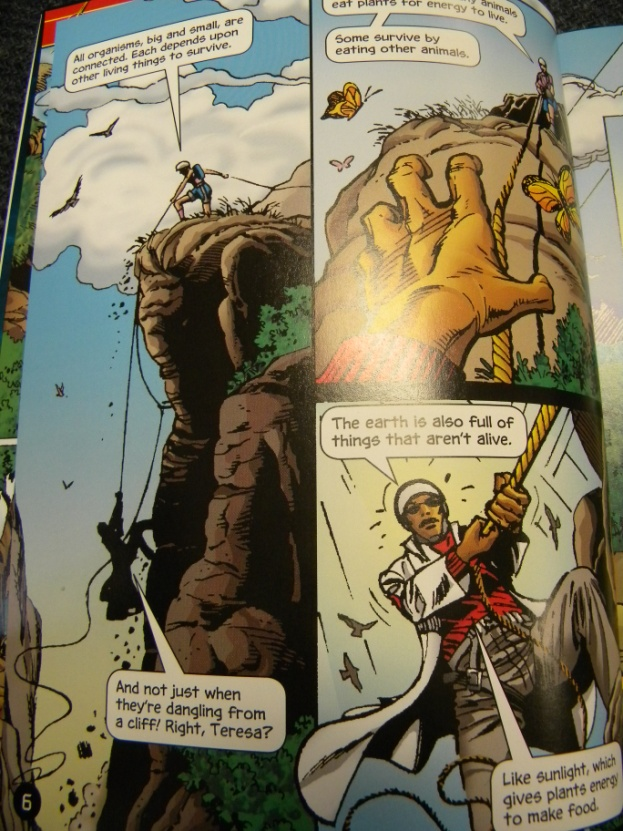 All organisms, big and small, are
connected. Each depends upon
other living things to survive.
And not just when
they're dangling from
a cliff! Right, Teresa?
6
animals
eat plants for energy to live.
Some survive by
eating other animals.
The earth is also full of
things that aren't alive.
Like sunlight, which
gives plants energy
to make food.